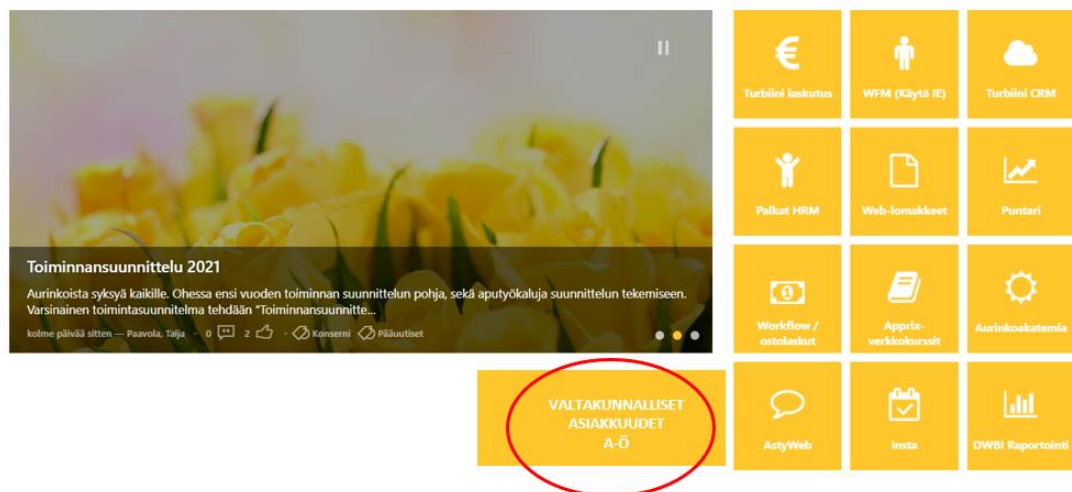 Turbiini laskutus
WFM (Käytä IE)
Turbiini CRM
Palkat HRM
Web-lomakkeet
Puntari
Toiminnansuunnittelu 2021
Aurinkoista syksyä kaikille. Ohessa ensi vuoden toiminnan suunnittelun pohja, sekä aputyökaluja suunnittelun tekemiseen.
Varsinainen toimintasuunnitelma tehdään "Toiminnansuunnitte...
kolme päivää sitten — Paavola, Taija - 0 2 - Konserni Pääuutiset
Workflow /
ostolaskut
Apprix-
verkkokurssit
Aurinkoakatemia
VALTAKUNNALLISET
ASIAKKUUDET
A-Ö
AstyWeb
Insta
DWBI Raportointi